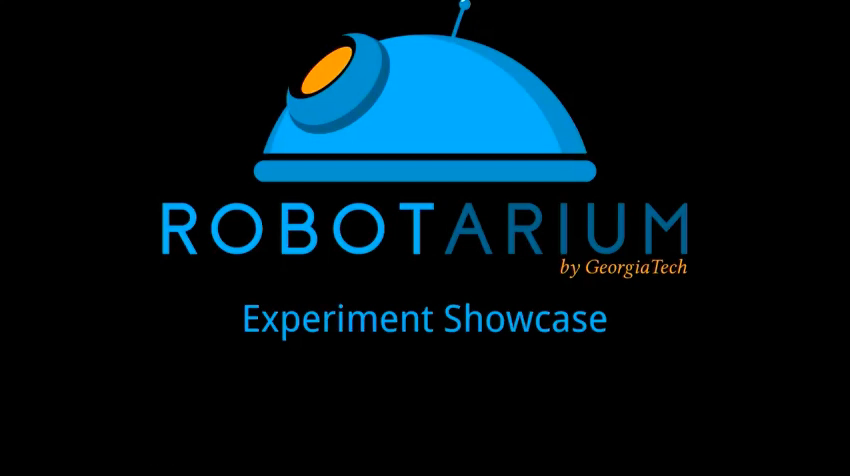 ROBOTARIUM
by GeorgiaTech
Experiment Showcase